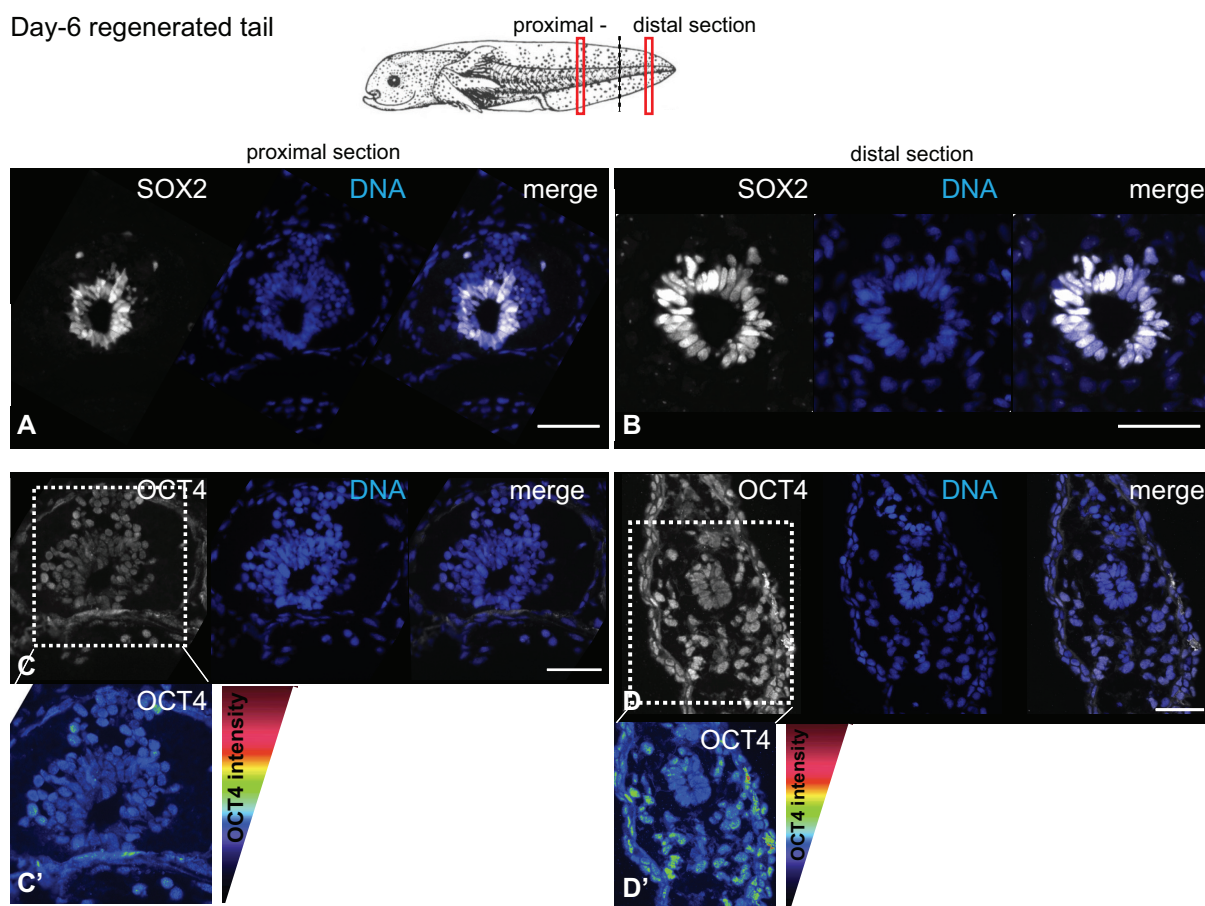 Day-6 regenerated tail
proximal - distal section
proximal section
distal section
SOX2 DNA merge
A
SOX2 DNA merge
B
OCT4 DNA merge
C
OCT4 DNA merge
D
OCT4
OCT4 intensity
C'
OCT4
OCT4 intensity
D'